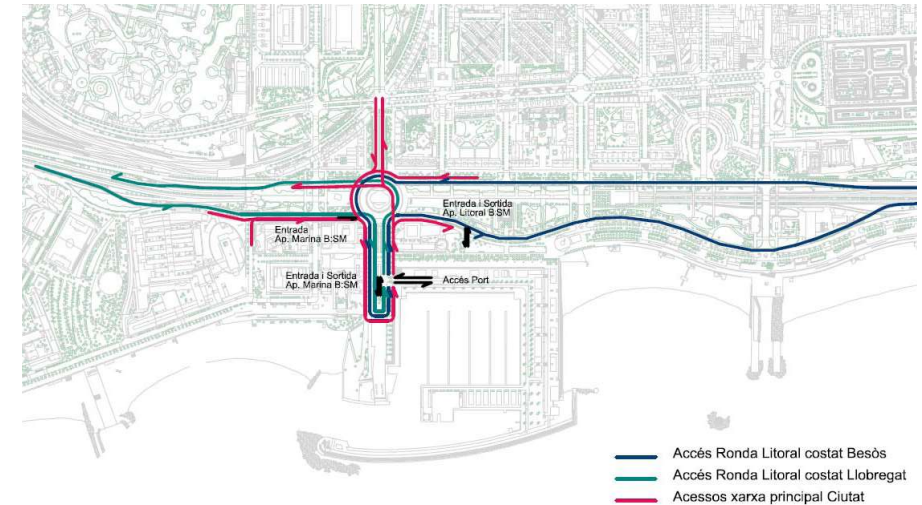 Entrada i Sortida
Ap. Litoral B:SM
Entrada
Ap. Marina B:SM
Entrada i Sortida
Ap. Marina B:SM
Accés Port
Accés Ronda Litoral costat Besòs
Accés Ronda Litoral costat Llobregat
Acessos xarxa principal Ciutat